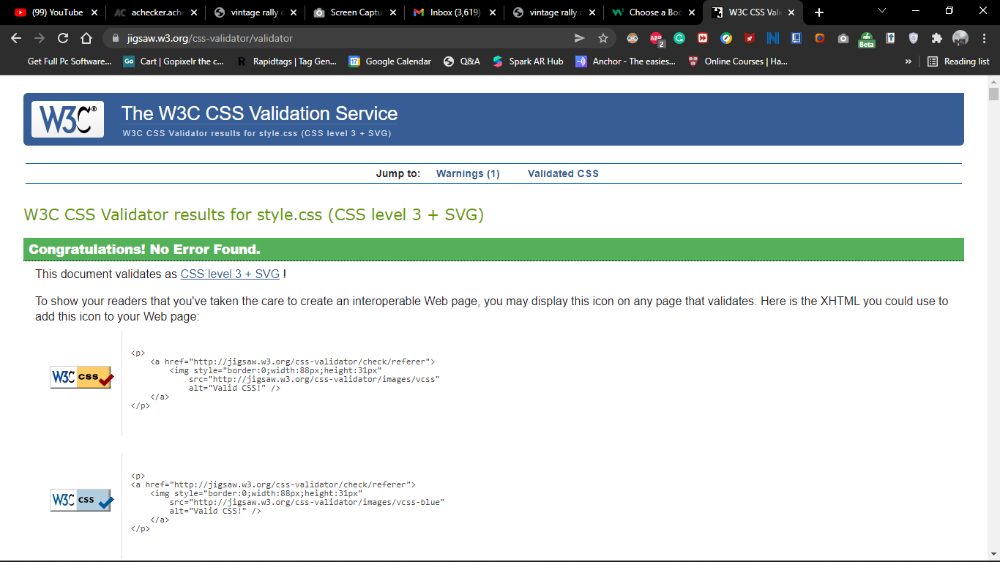 (99) YouTube
achecker.ache
vintage rally c
Screen Captu
Inbox (3,619)
vintage rally c
Choose a Boo
W3C CSS Vali
jigsaw.w3.org/css-validator/validator
ABP
2
Beta
Get Full Pc Software...
Go
Cart | Gopixelr the c...
R
Rapidtags | Tag Gen...
17
Google Calendar
Q&A
Spark AR Hub
Anchor - The easies...
Online Courses | Ha...
»
Reading list
W3C®
The W3C CSS Validation Service
W3C CSS Validator results for style.css (CSS level 3 + SVG)
Jump to: Warnings (1) Validated CSS
W3C CSS Validator results for style.css (CSS level 3 + SVG)
Congratulations! No Error Found.
This document validates as CSS level 3 + SVG !
To show your readers that you've taken the care to create an interoperable Web page, you may display this icon on any page that validates. Here is the XHTML you could use to
add this icon to your Web page:
W3C css
<p>
<a href="http://jigsaw.w3.org/css-validator/check/referer">
<img style="border:0;width:88px;height:31px"
src="http://jigsaw.w3.org/css-validator/images/vcss"
alt="Valid CSS!" />
</a>
</p>
W3C css
<p>
<a href="http://jigsaw.w3.org/css-validator/check/referer">
<img style="border:0;width:88px;height:31px"
src="http://jigsaw.w3.org/css-validator/images/vcss-blue"
alt="Valid CSS!" />
</a>
</p>